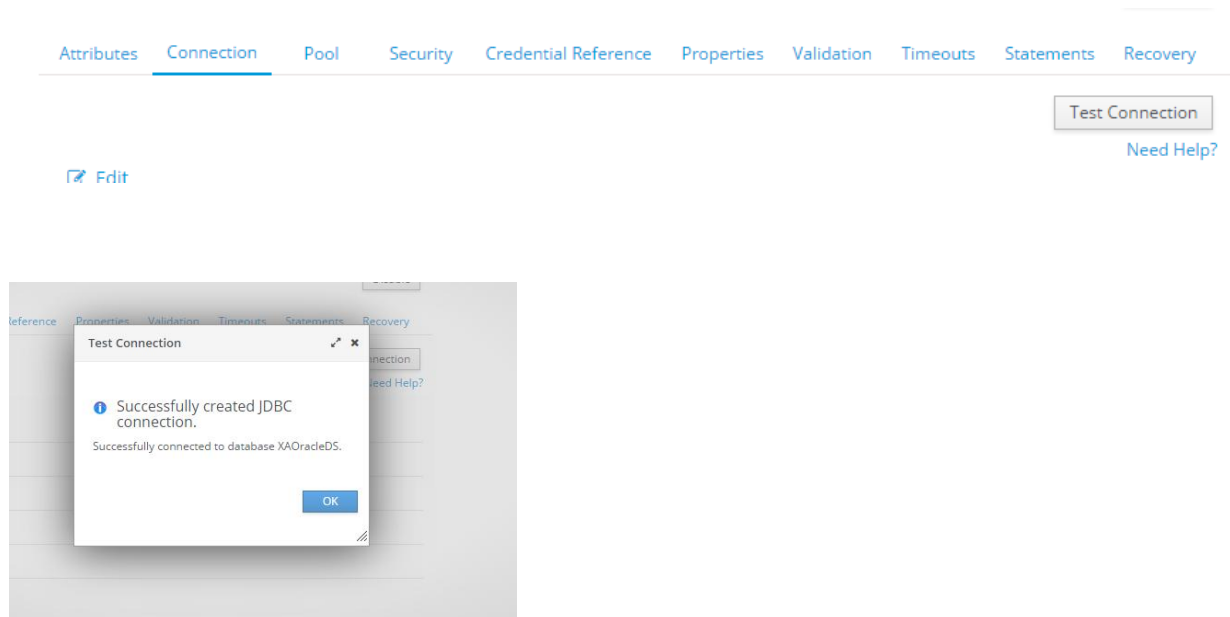 Attributes Connection Pool Security Credential Reference Properties Validation Timeouts Statements Recovery
Test Connection
Need Help?
Edit
Reference Properties Validation Timeouts Statements Recovery
Test Connection
Need Help?
Successfully created JDBC
connection.
Successfully connected to database XAOracleDS.
OK